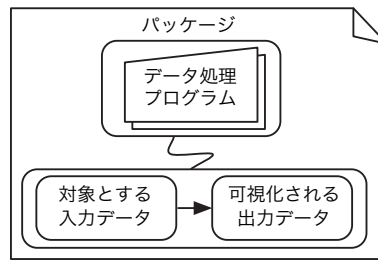 パッケージ
データ処理
プログラム
対象とする
入力データ
可視化される
出力データ